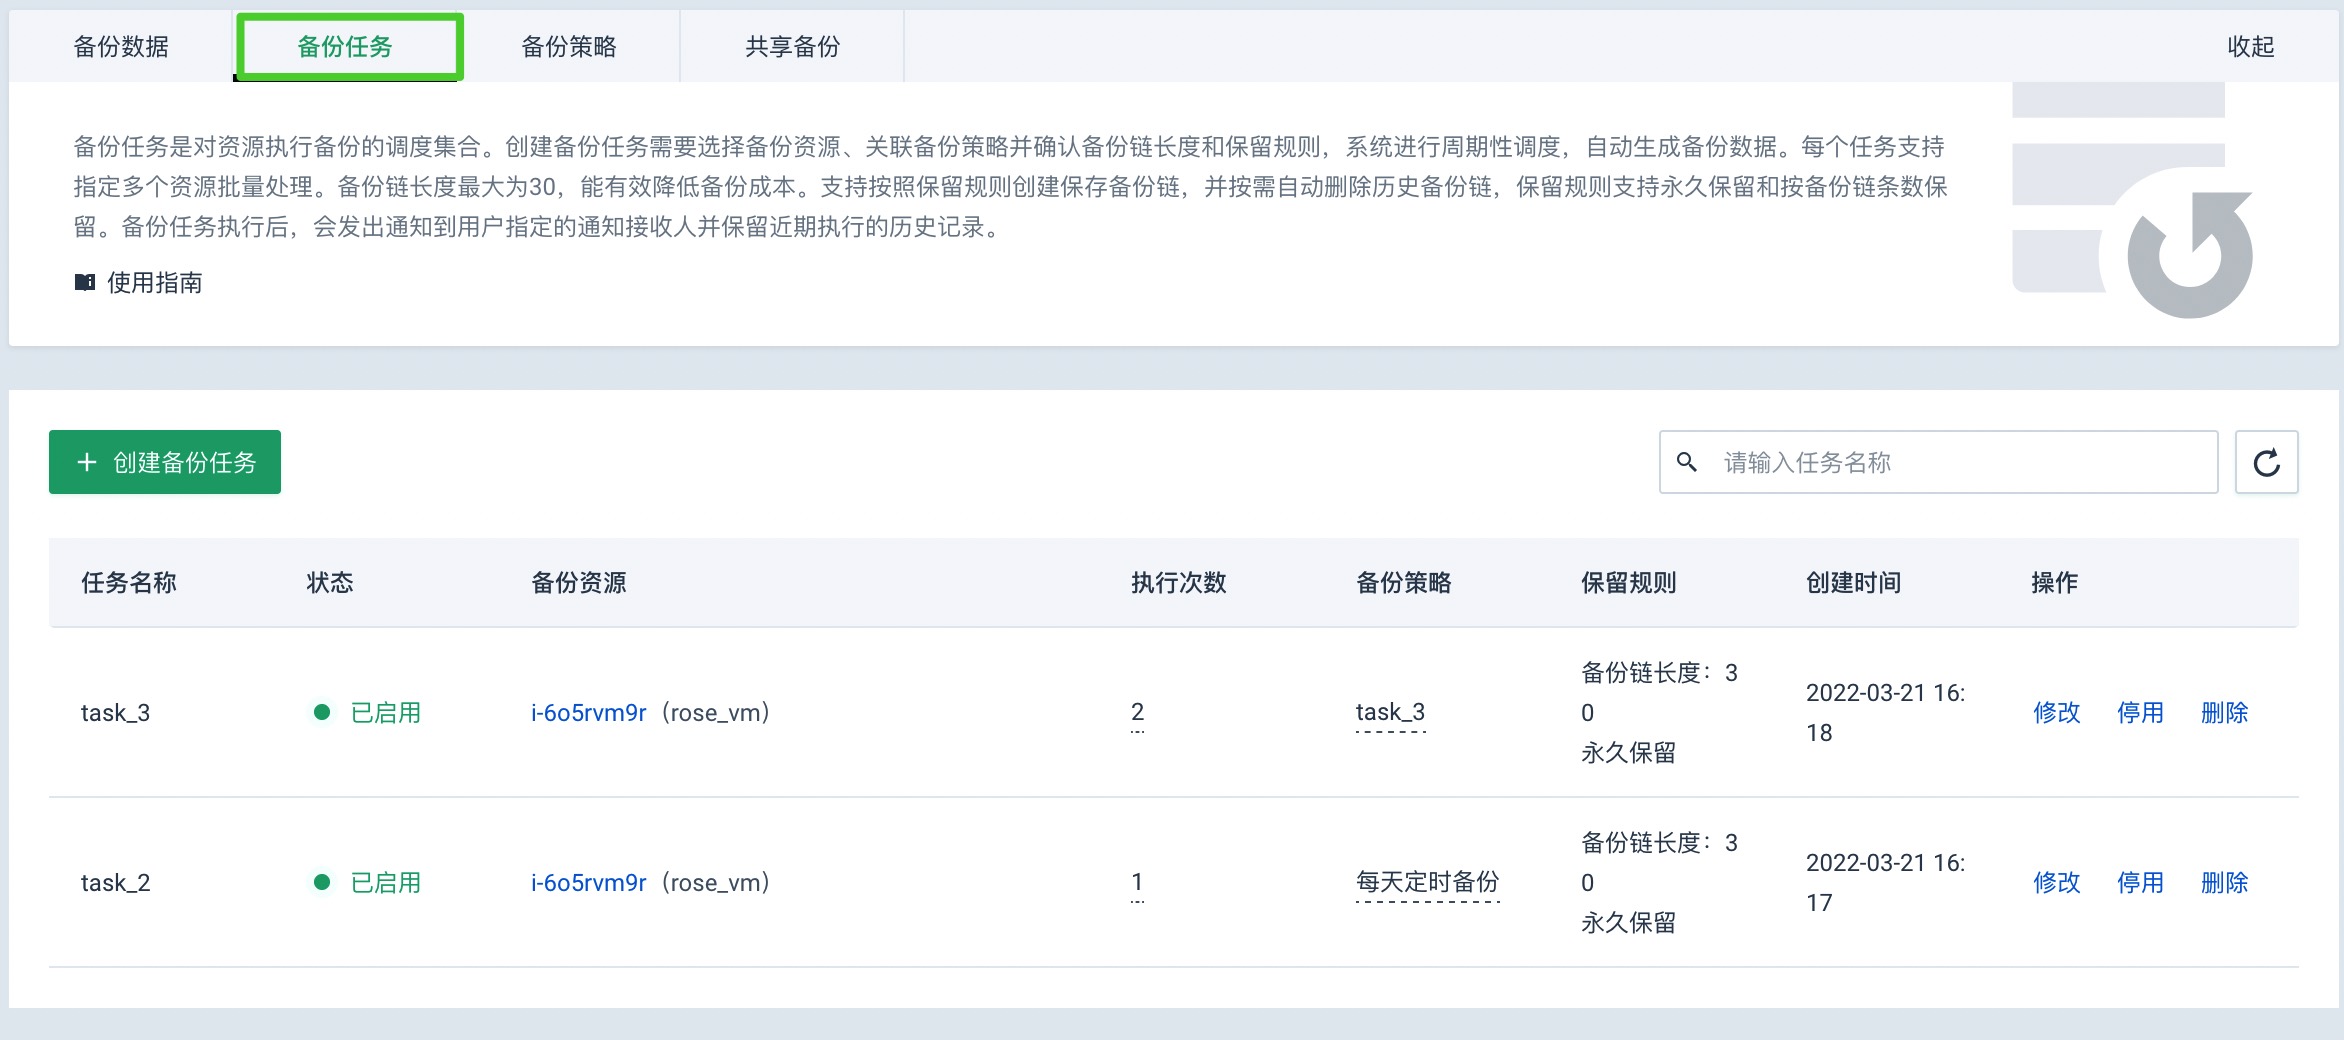 备份数据 备份任务 备份策略 共享备份 收起
备份任务是对资源执行备份的调度集合。创建备份任务需要选择备份资源、关联备份策略并确认备份链长度和保留规则，系统进行周期性调度，自动生成备份数据。每个任务支持
指定多个资源批量处理。备份链长度最大为30，能有效降低备份成本。支持按照保留规则创建保存备份链，并按需自动删除历史备份链，保留规则支持永久保留和按备份链条数保
留。备份任务执行后，会发出通知到用户指定的通知接收人并保留近期执行的历史记录。
使用指南
+ 创建备份任务 请输入任务名称
任务名称 状态 备份资源 执行次数 备份策略 保留规则 创建时间 操作
task_3 已启用 i-6o5rvm9r（rose_vm） 2 task_3
备份链长度：3
0
永久保留
2022-03-21 16:
18
修改 停用 删除
task_2 已启用 i-6o5rvm9r（rose_vm） 1 每天定时备份
备份链长度：3
0
永久保留
2022-03-21 16:
17
修改 停用 删除